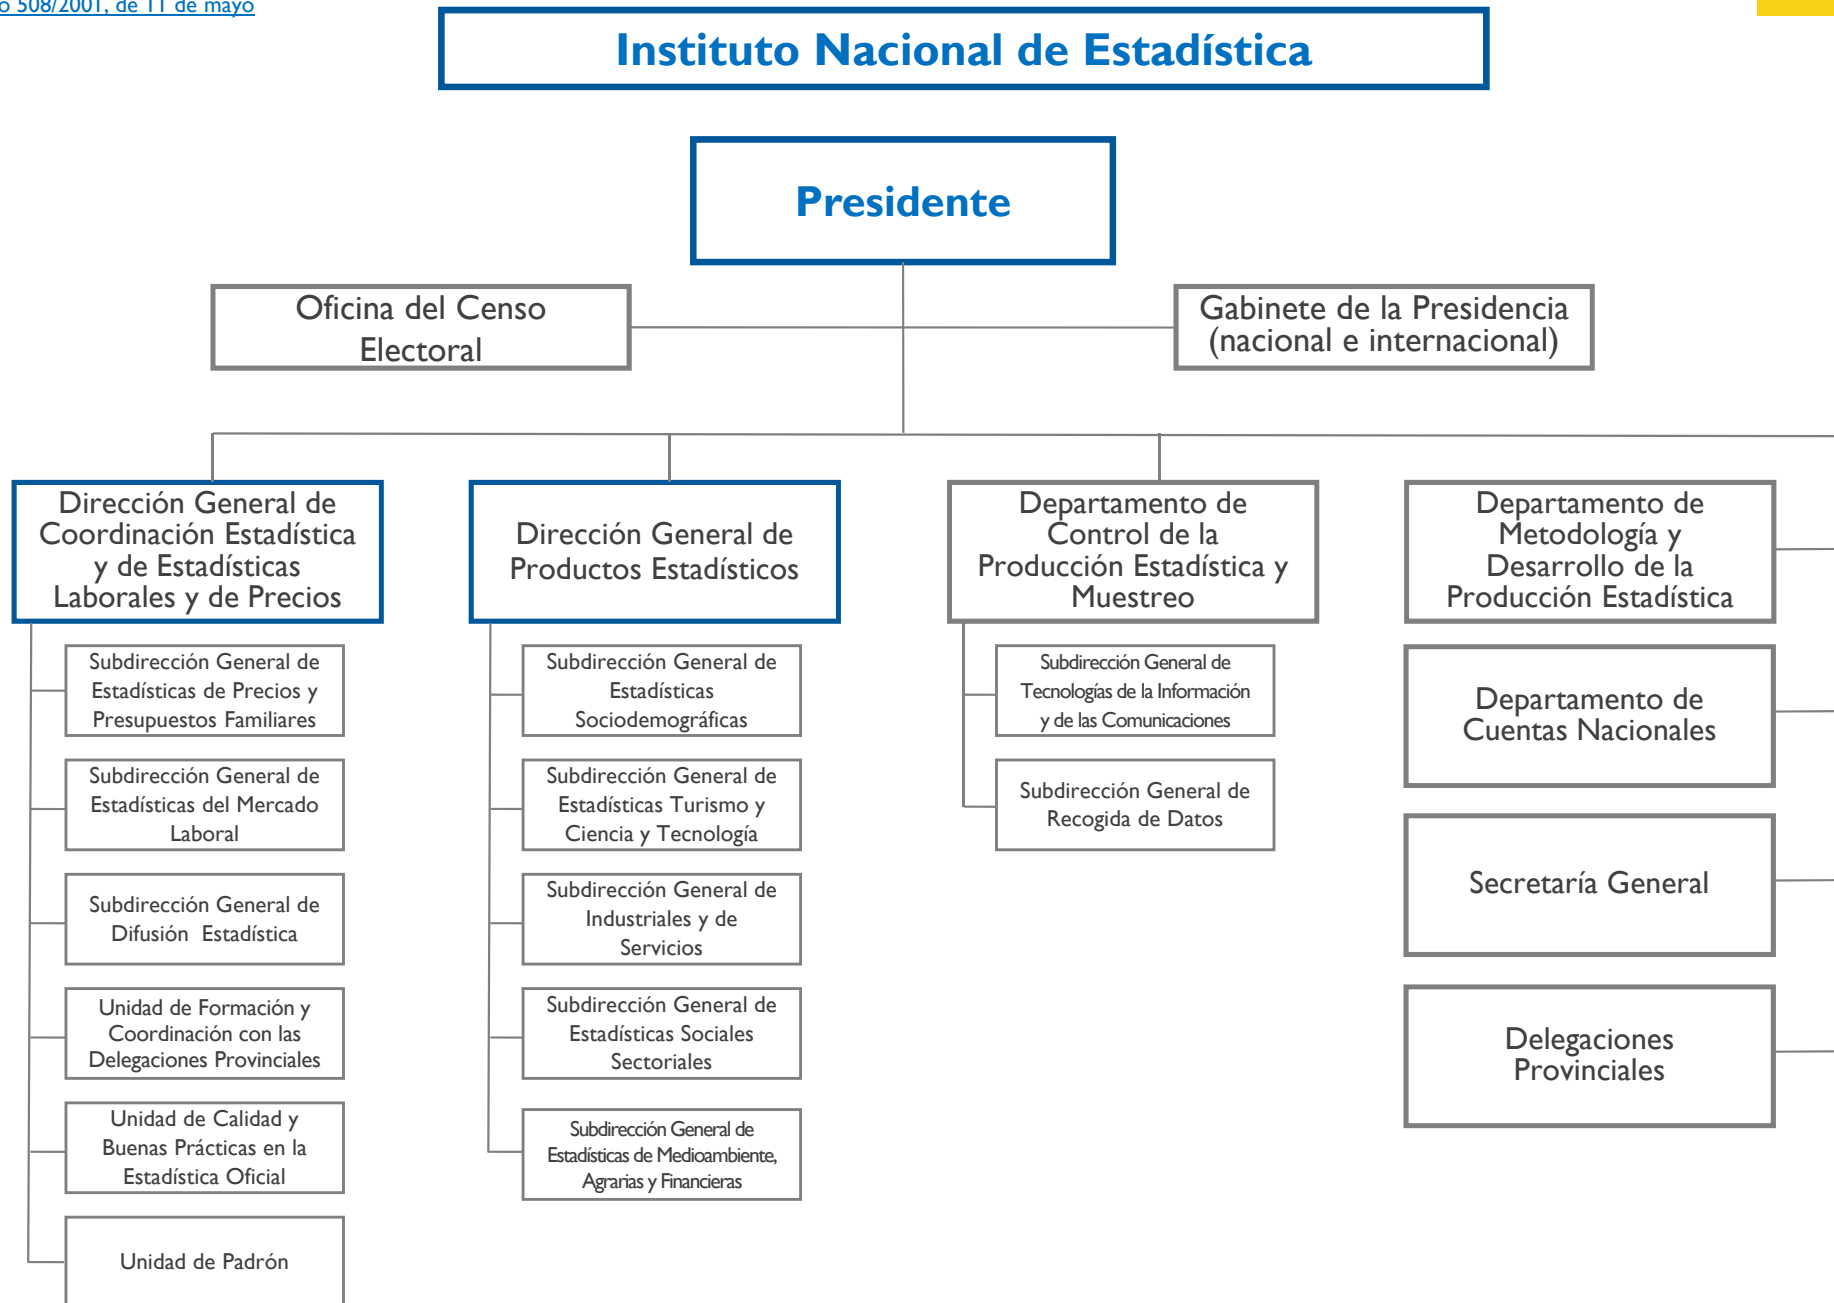 o 508/2001, de 11 de mayo
Instituto Nacional de Estadística
Presidente
Oficina del Censo
Electoral
Gabinete de la Presidencia
(nacional e internacional)
Dirección General de
Coordinación Estadística
y de Estadísticas
Laborales y de Precios
Subdirección General de
Estadísticas de Precios y
Presupuestos Familiares
Subdirección General de
Estadísticas del Mercado
Laboral
Subdirección General de
Difusión Estadística
Unidad de Formación y
Coordinación con las
Delegaciones Provinciales
Unidad de Calidad y
Buenas Prácticas en la
Estadística Oficial
Unidad de Padrón
Dirección General de
Productos Estadísticos
Subdirección General de
Estadísticas
Sociodemográficas
Subdirección General de
Estadísticas Turismo y
Ciencia y Tecnología
Subdirección General de
Industriales y de
Servicios
Subdirección General de
Estadísticas Sociales
Sectoriales
Subdirección General de
Estadísticas de Medioambiente,
Agrarias y Financieras
Departamento de
Control de la
Producción Estadística y
Muestreo
Subdirección General de
Tecnologías de la Información
y de las Comunicaciones
Subdirección General de
Recogida de Datos
Departamento de
Metodología y
Desarrollo de la
Producción Estadística
Departamento de
Cuentas Nacionales
Secretaría General
Delegaciones
Provinciales